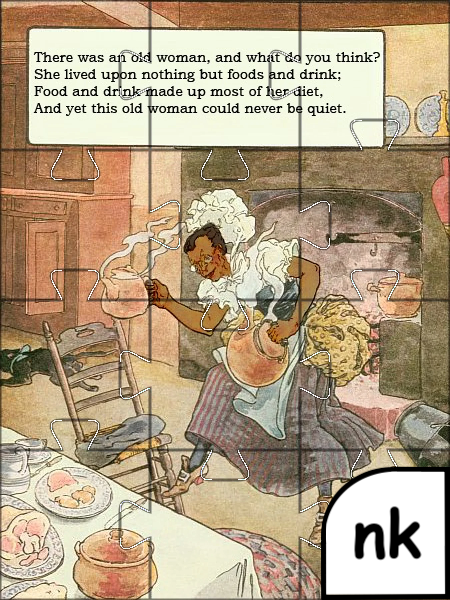 There was an old woman, and what do you think?
She lived upon nothing but foods and drink;
Food and drink made up most of her diet,
And yet this old woman could never be quiet.
nk